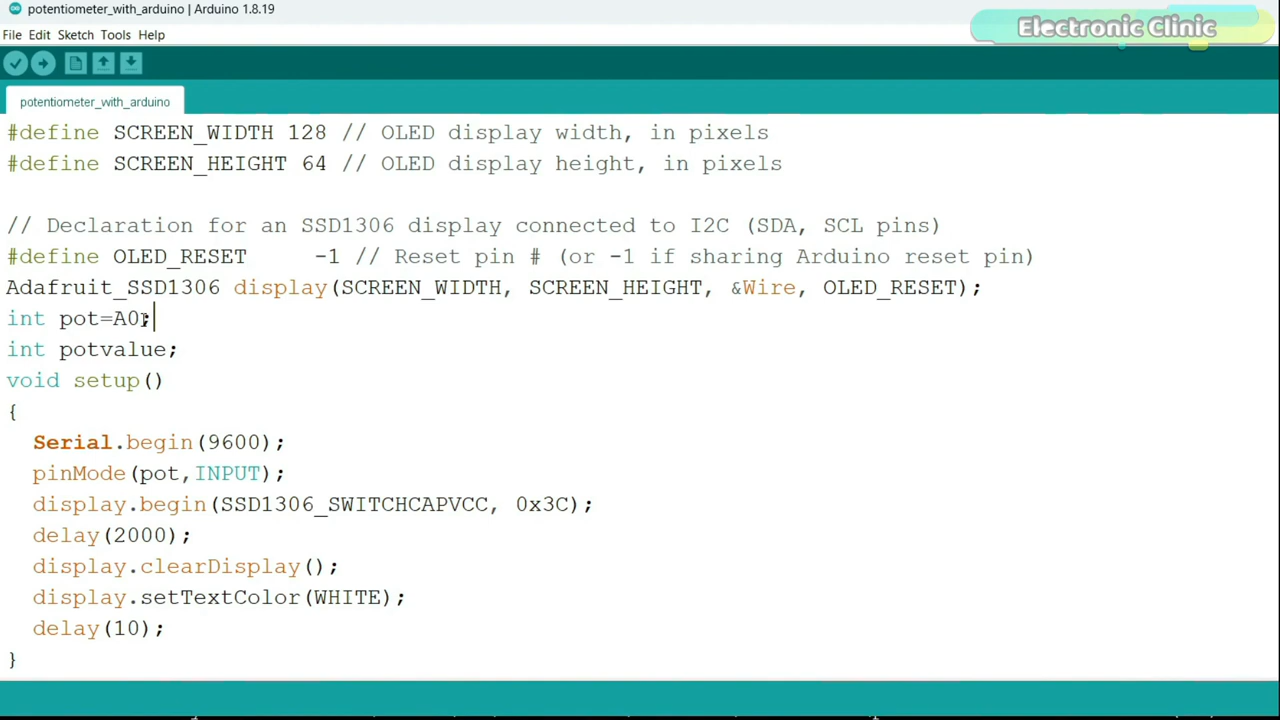 potentiometer_with_arduino | Arduino 1.8.19
Electronic Clinic
File Edit Sketch Tools Help
potentiometer_with_arduino
#define SCREEN_WIDTH 128 // OLED display width, in pixels
#define SCREEN_HEIGHT 64 // OLED display height, in pixels
// Declaration for an SSD1306 display connected to I2C (SDA, SCL pins)
#define OLED_RESET     -1 // Reset pin # (or -1 if sharing Arduino reset pin)
Adafruit_SSD1306 display(SCREEN_WIDTH, SCREEN_HEIGHT, &Wire, OLED_RESET);
int pot=A0;
int potvalue;
void setup()
{
  Serial.begin(9600);
  pinMode(pot,INPUT);
  display.begin(SSD1306_SWITCHCAPVCC, 0x3C);
  delay(2000);
  display.clearDisplay();
  display.setTextColor(WHITE);
  delay(10);
}